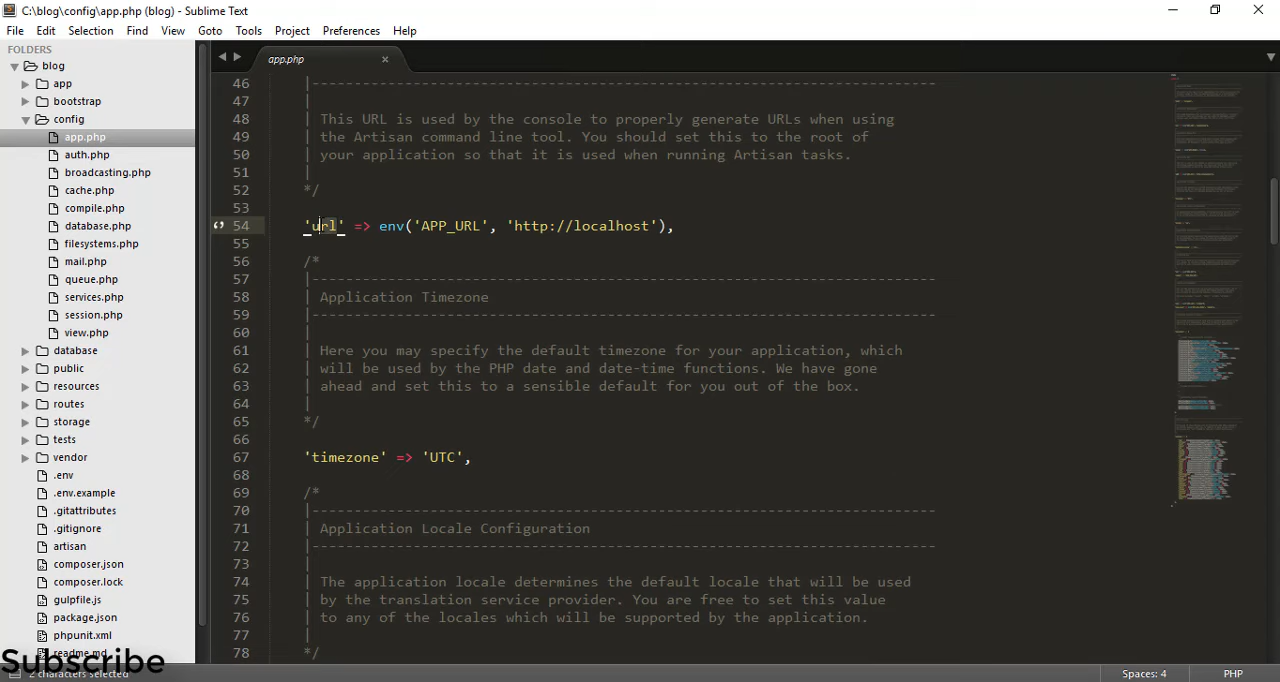 C:\blog\config\app.php (blog) - Sublime Text
File Edit Selection Find View Goto Tools Project Preferences Help
FOLDERS
blog
app
bootstrap
config
app.php
auth.php
broadcasting.php
cache.php
compile.php
database.php
filesystems.php
mail.php
queue.php
services.php
session.php
view.php
database
public
resources
routes
storage
tests
vendor
.env
.env.example
.gitattributes
.gitignore
artisan
composer.json
composer.lock
gulpfile.js
package.json
phpunit.xml
readme.md
app.php
46 |--------------------------------------------------------------------------
47 |
48 | This URL is used by the console to properly generate URLs when using
49 | the Artisan command line tool. You should set this to the root of
50 | your application so that it is used when running Artisan tasks.
51 |
52 */
53
54 'url' => env('APP_URL', 'http://localhost'),
55
56 /*
57 |--------------------------------------------------------------------------
58 | Application Timezone
59 |--------------------------------------------------------------------------
60 |
61 | Here you may specify the default timezone for your application, which
62 | will be used by the PHP date and date-time functions. We have gone
63 | ahead and set this to a sensible default for you out of the box.
64 |
65 */
66
67 'timezone' => 'UTC',
68
69 /*
70 |--------------------------------------------------------------------------
71 | Application Locale Configuration
72 |--------------------------------------------------------------------------
73 |
74 | The application locale determines the default locale that will be used
75 | by the translation service provider. You are free to set this value
76 | to any of the locales which will be supported by the application.
77 |
78 */
Subscribe
2 characters selected
Spaces: 4
PHP